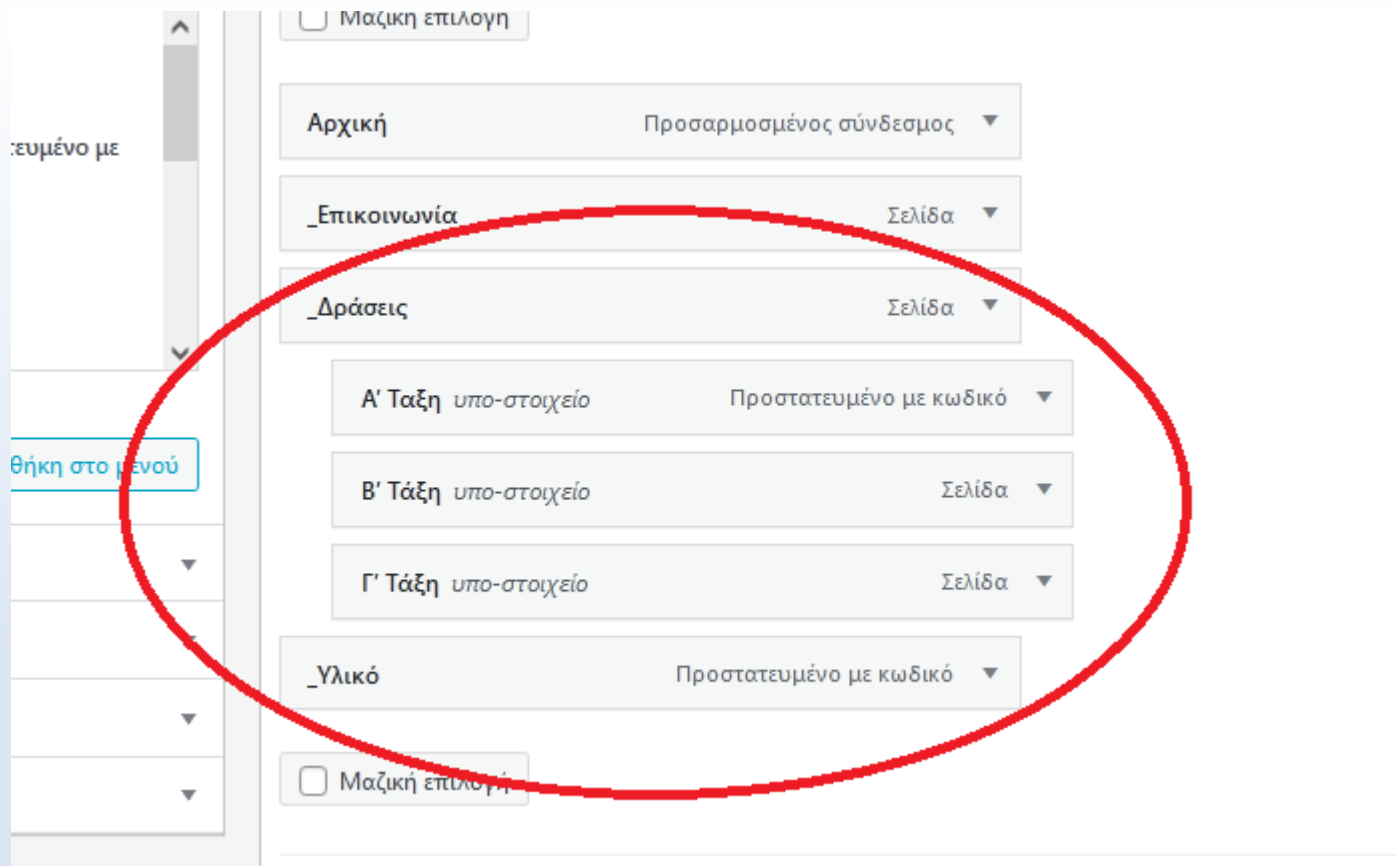 Μαζική επιλογή
Αρχική Προσαρμοσμένος σύνδεσμος
τευμένο με
_Επικοινωνία Σελίδα
_Δράσεις Σελίδα
Α’ Ταξη υπο-στοιχείο Προστατευμένο με κωδικό
θήκη στο μενού
Β’ Τάξη υπο-στοιχείο Σελίδα
Γ’ Τάξη υπο-στοιχείο Σελίδα
_Υλικό Προστατευμένο με κωδικό
Μαζική επιλογή